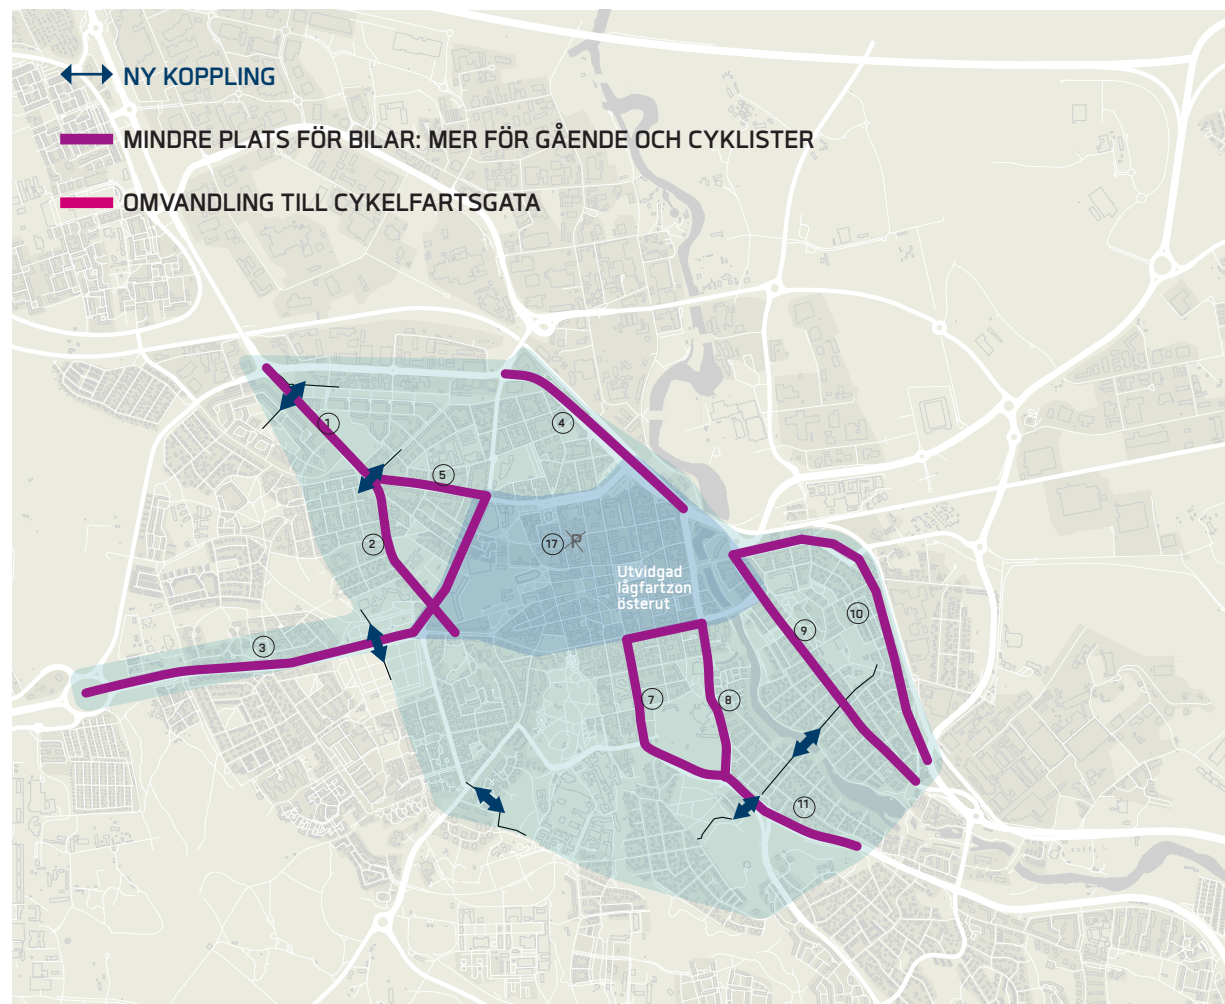 NY KOPPLING
MINDRE PLATS FÖR BILAR: MER FÖR GÅENDE OCH CYKLISTER
OMVANDLING TILL CYKELFARTSGATA
1
4
5
2
17 P
Utvidgad
lågfartzon
österut
10
9
3
7
8
11